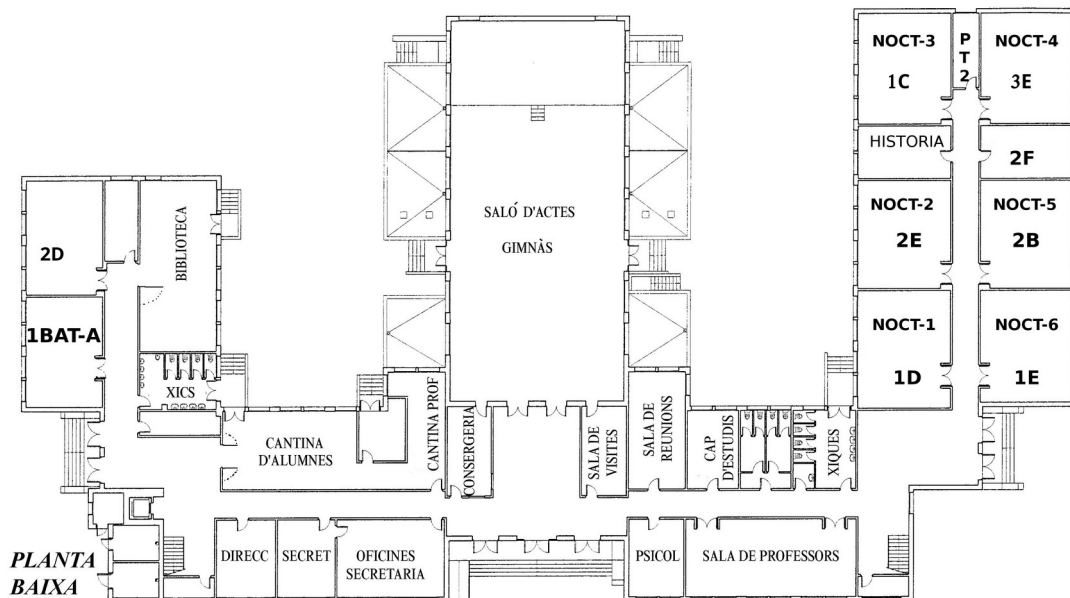 NOCT-3
1C
PT2
NOCT-4
3E
HISTORIA
2F
NOCT-2
2E
NOCT-5
2B
NOCT-1
1D
NOCT-6
1E
SALÓ D'ACTES
GIMNÀS
2D
BIBLIOTECA
1BAT-A
XICS
CANTINA
D'ALUMNES
CANTINA PROF
CONSERGERIA
SALA DE
VISITES
SALA DE
REUNIONS
CAP
D'ESTUDIS
XIQUES
DIRECC
SECRET
OFICINES
SECRETARIA
PSICOL
SALA DE PROFESSORS
PLANTA
BAIXA